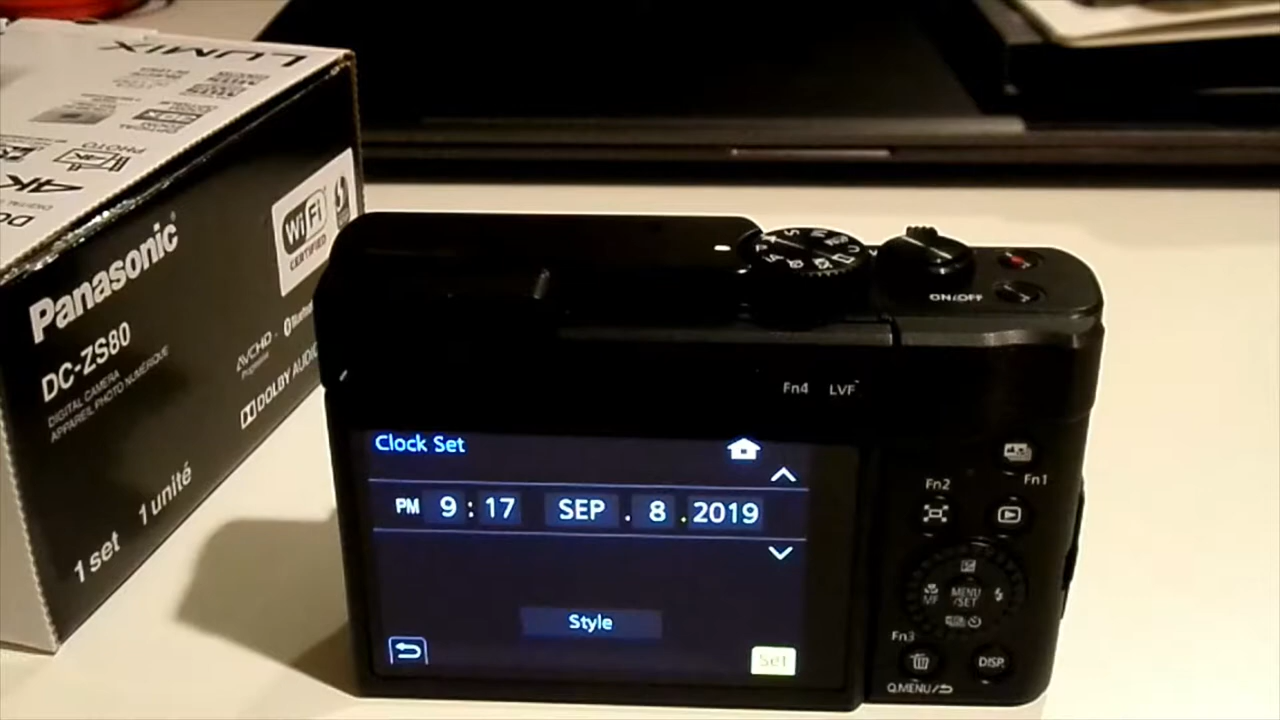 LUMIX
PHOTO
4K
Panasonic
DC-ZS80
DIGITAL CAMERA
APPAREIL PHOTO NUMÉRIQUE
Wi Fi
CERTIFIED
AVCHD
Progressive
Bluetooth
DOLBY AUDIO
1 set 1 unité
ON/OFF
Fn4 LVF
Clock Set
PM 9 : 17 SEP . 8 . 2019
Style
Set
Fn1
Fn2
MF
MENU
/SET
Fn3
DISP.
Q.MENU/